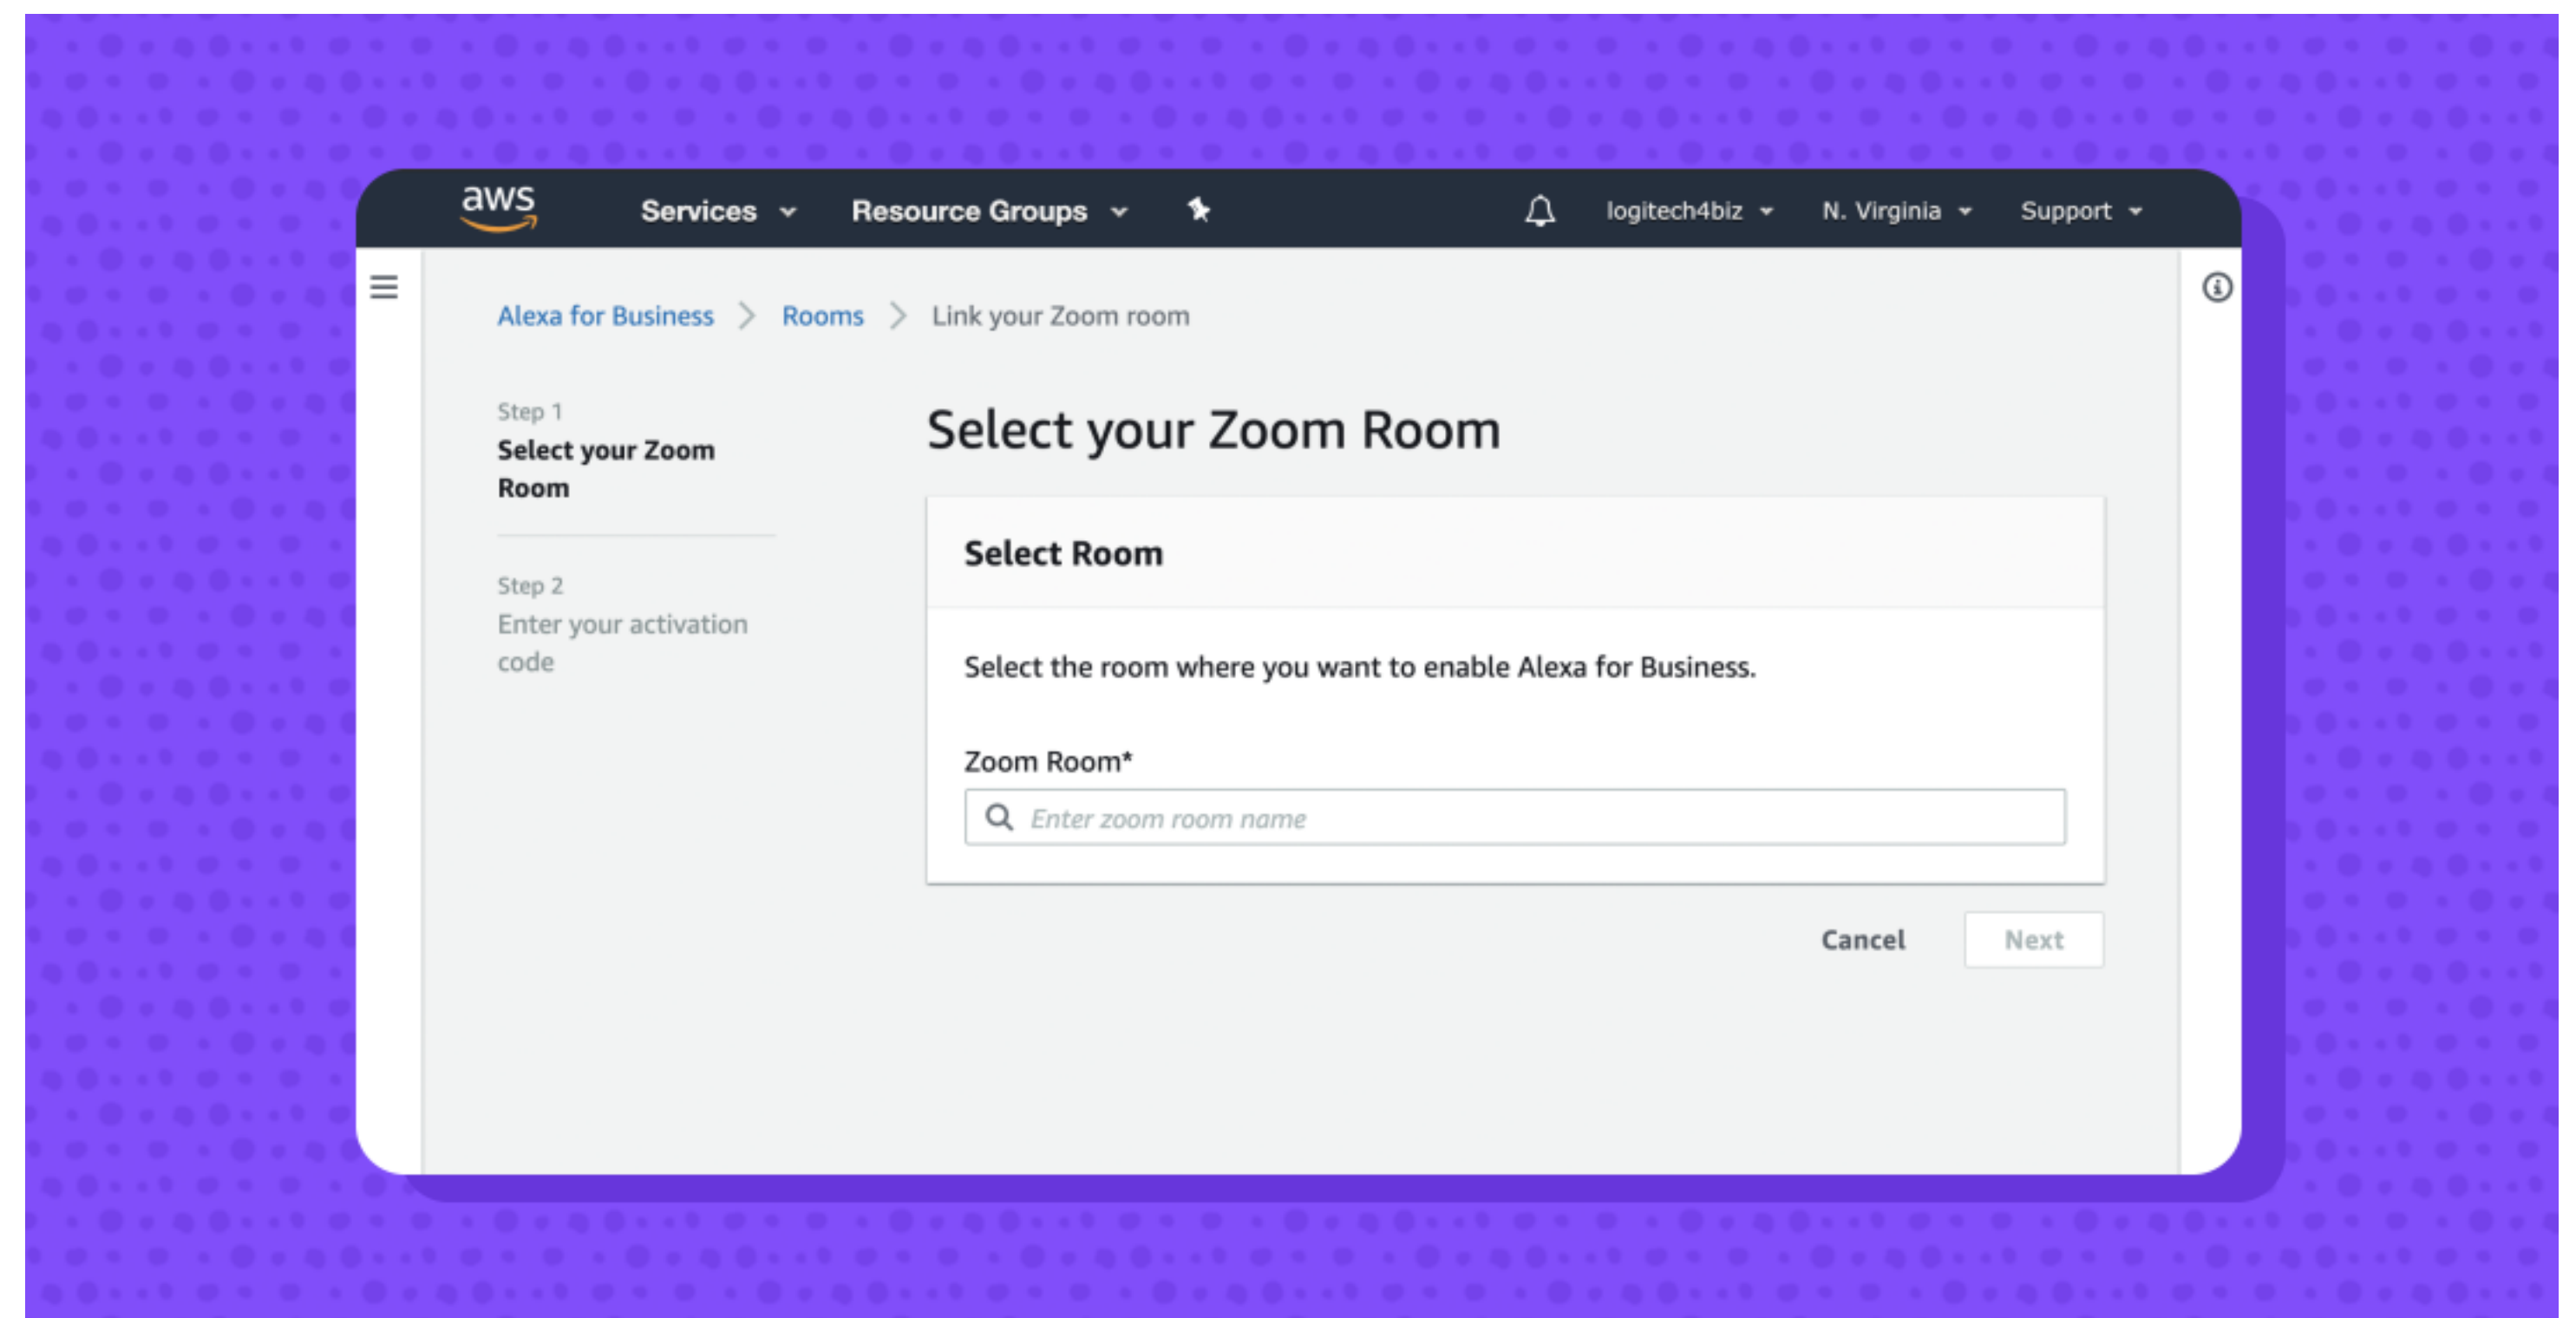 aws
Services
Resource Groups
logitech4biz
N. Virginia
Support
Alexa for Business
Rooms
Link your Zoom room
Step 1
Select your Zoom
Room
Step 2
Enter your activation
code
Select your Zoom Room
Select Room
Select the room where you want to enable Alexa for Business.
Zoom Room*
Enter zoom room name
Cancel
Next